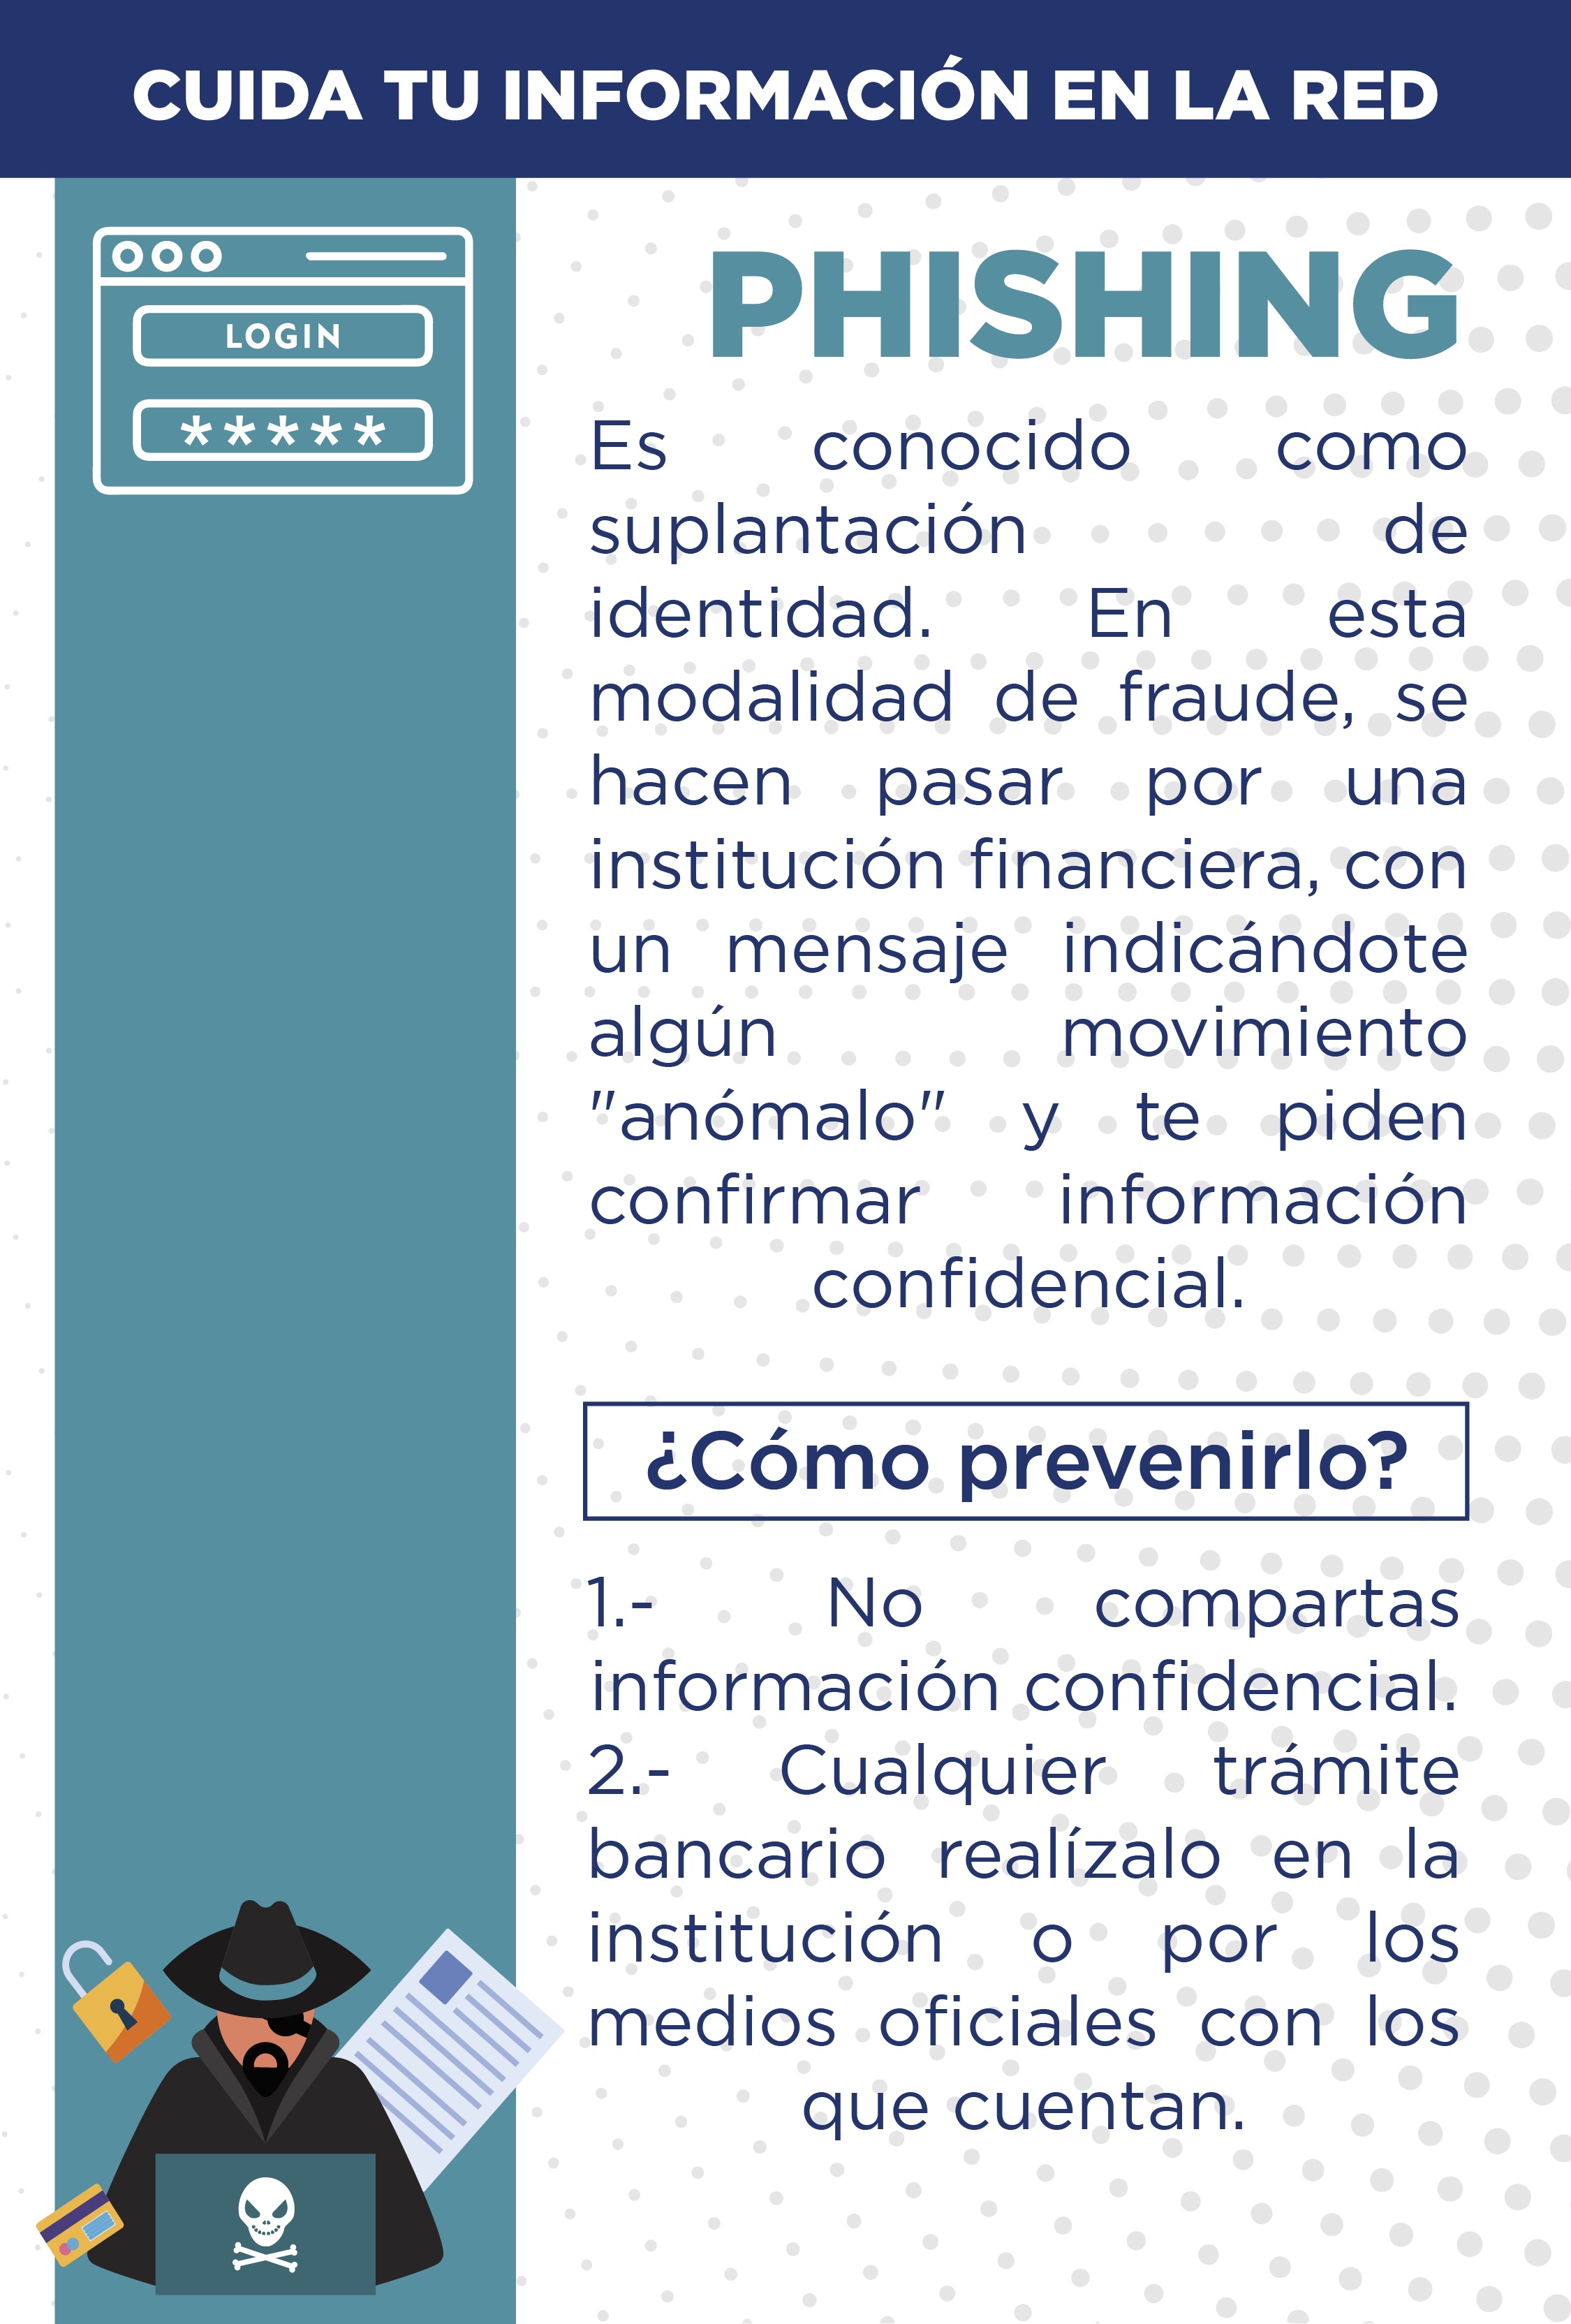 CUIDA TU INFORMACIÓN EN LA RED
LOGIN
*****
PHISHING
Es conocido como
suplantación de
identidad. En esta
modalidad de fraude, se
hacen pasar por una
institución financiera, con
un mensaje indicándote
algún movimiento
"anómalo" y te piden
confirmar información
confidencial.
¿Cómo prevenirlo?
1.- No compartas
información confidencial.
2.- Cualquier trámite
bancario realízalo en la
institución o por los
medios oficiales con los
que cuentan.